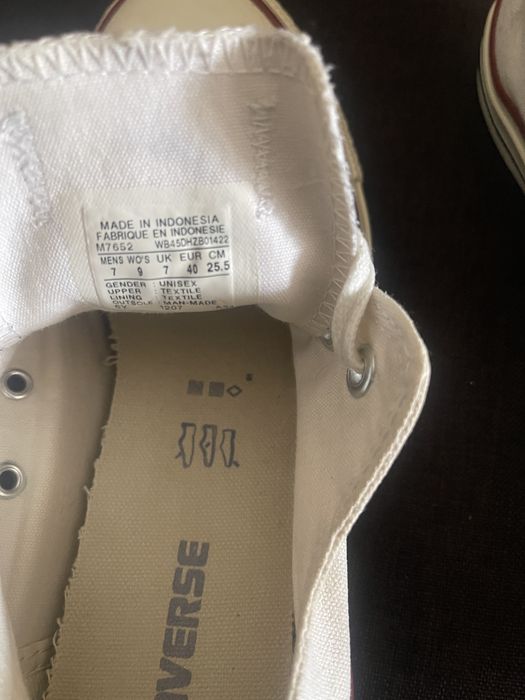 MADE IN INDONESIA
FABRIQUE EN INDONESIE
M7652 WB45DHZB01422
MENS WO'S UK EUR CM
7 9 7 40 25.5
GENDER : UNISEX
UPPER : TEXTILE
LINING : TEXTILE
OUTSOLE : MAN-MADE
1207
VERSE